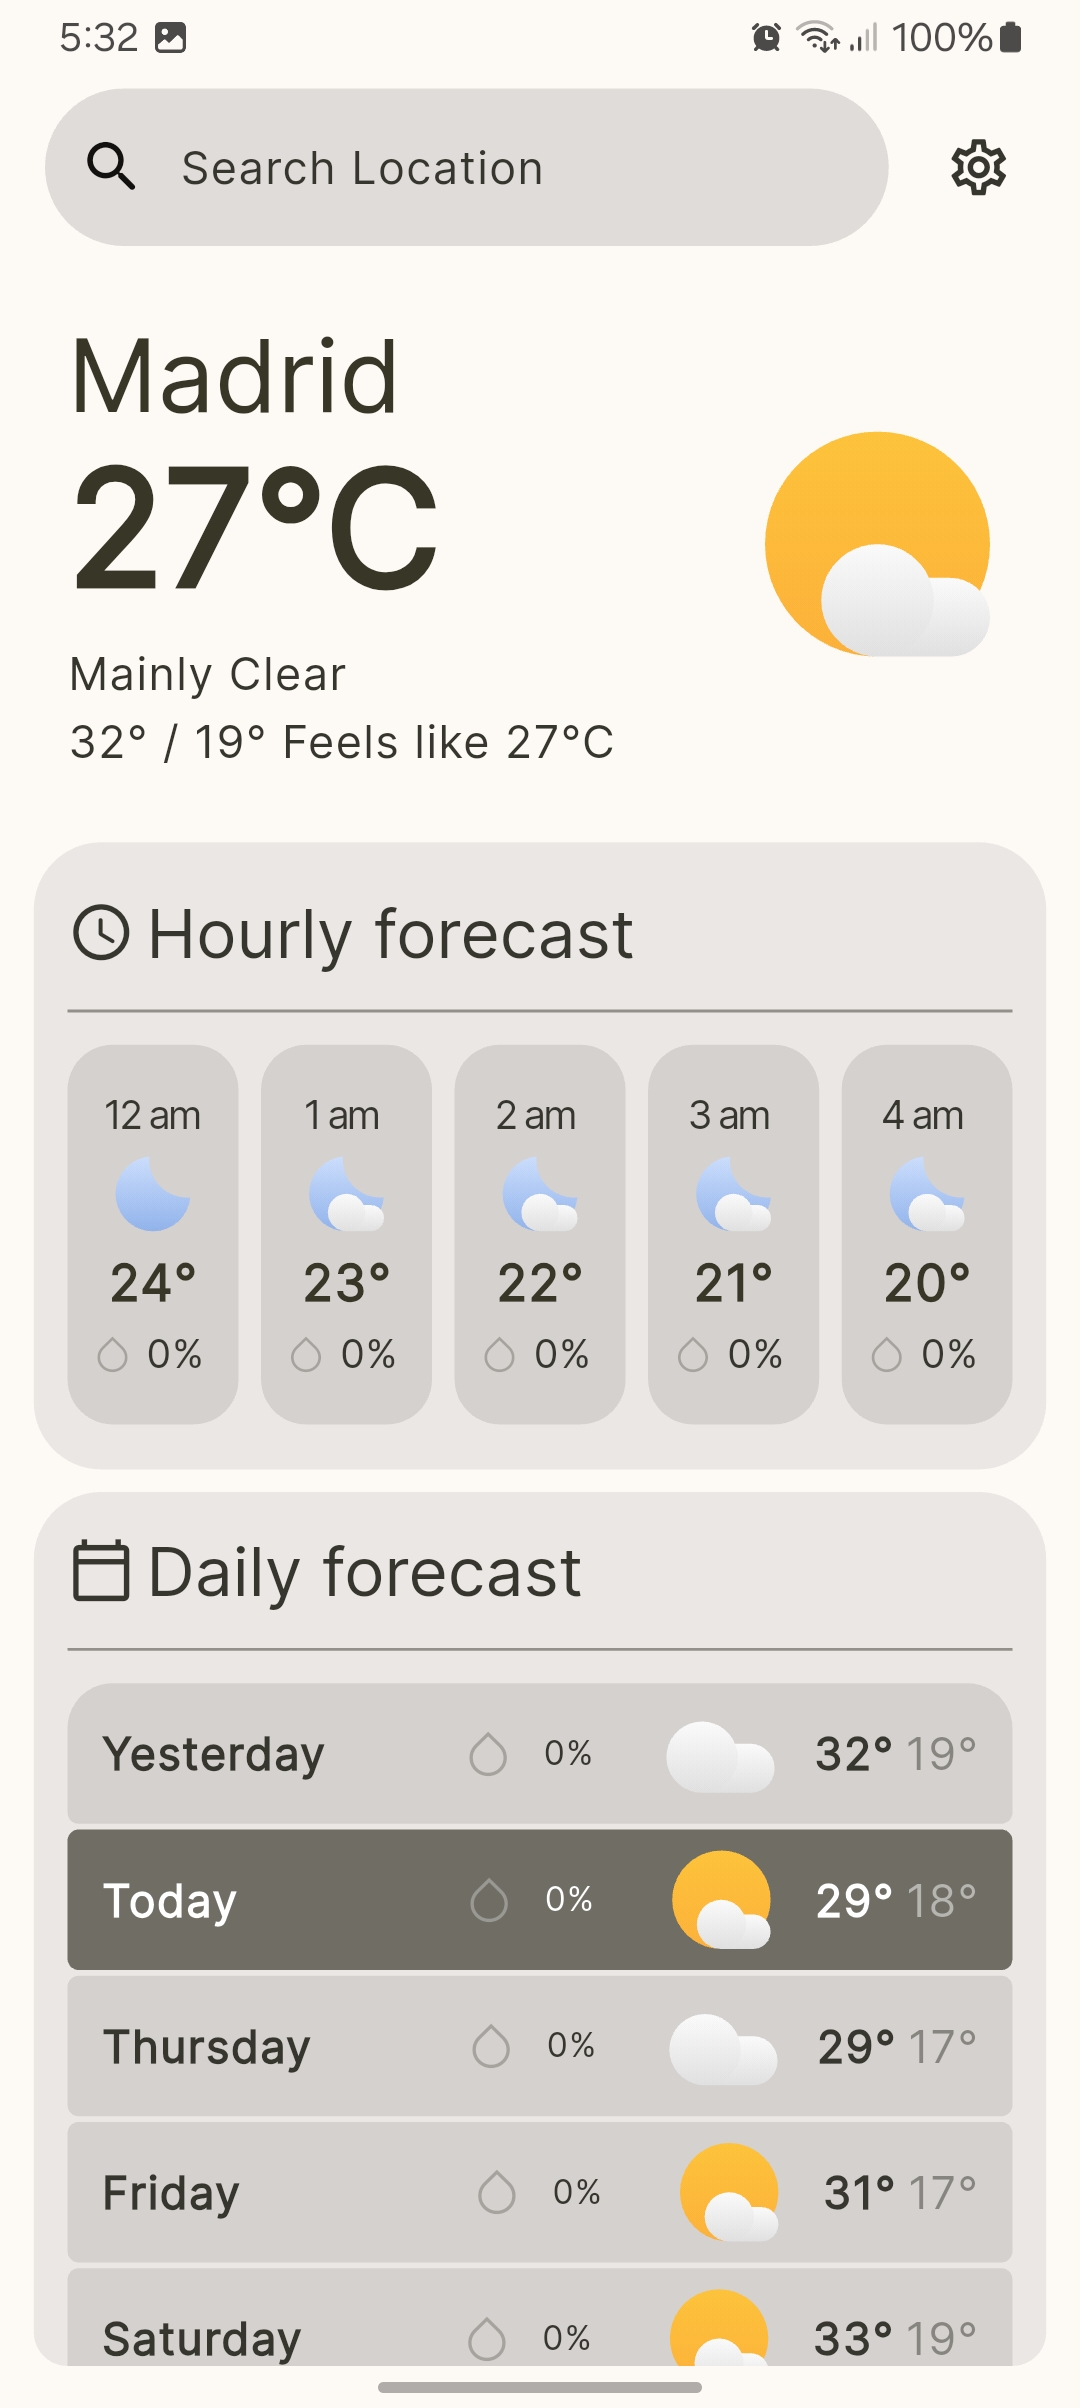 5:32 100%
Search Location
Madrid
27°C
Mainly Clear
32° / 19° Feels like 27°C
Hourly forecast
12 am 1 am 2 am 3 am 4 am
24° 23° 22° 21° 20°
0% 0% 0% 0% 0%
Daily forecast
Yesterday 0% 32° 19°
Today 0% 29° 18°
Thursday 0% 29° 17°
Friday 0% 31° 17°
Saturday 0% 33° 19°